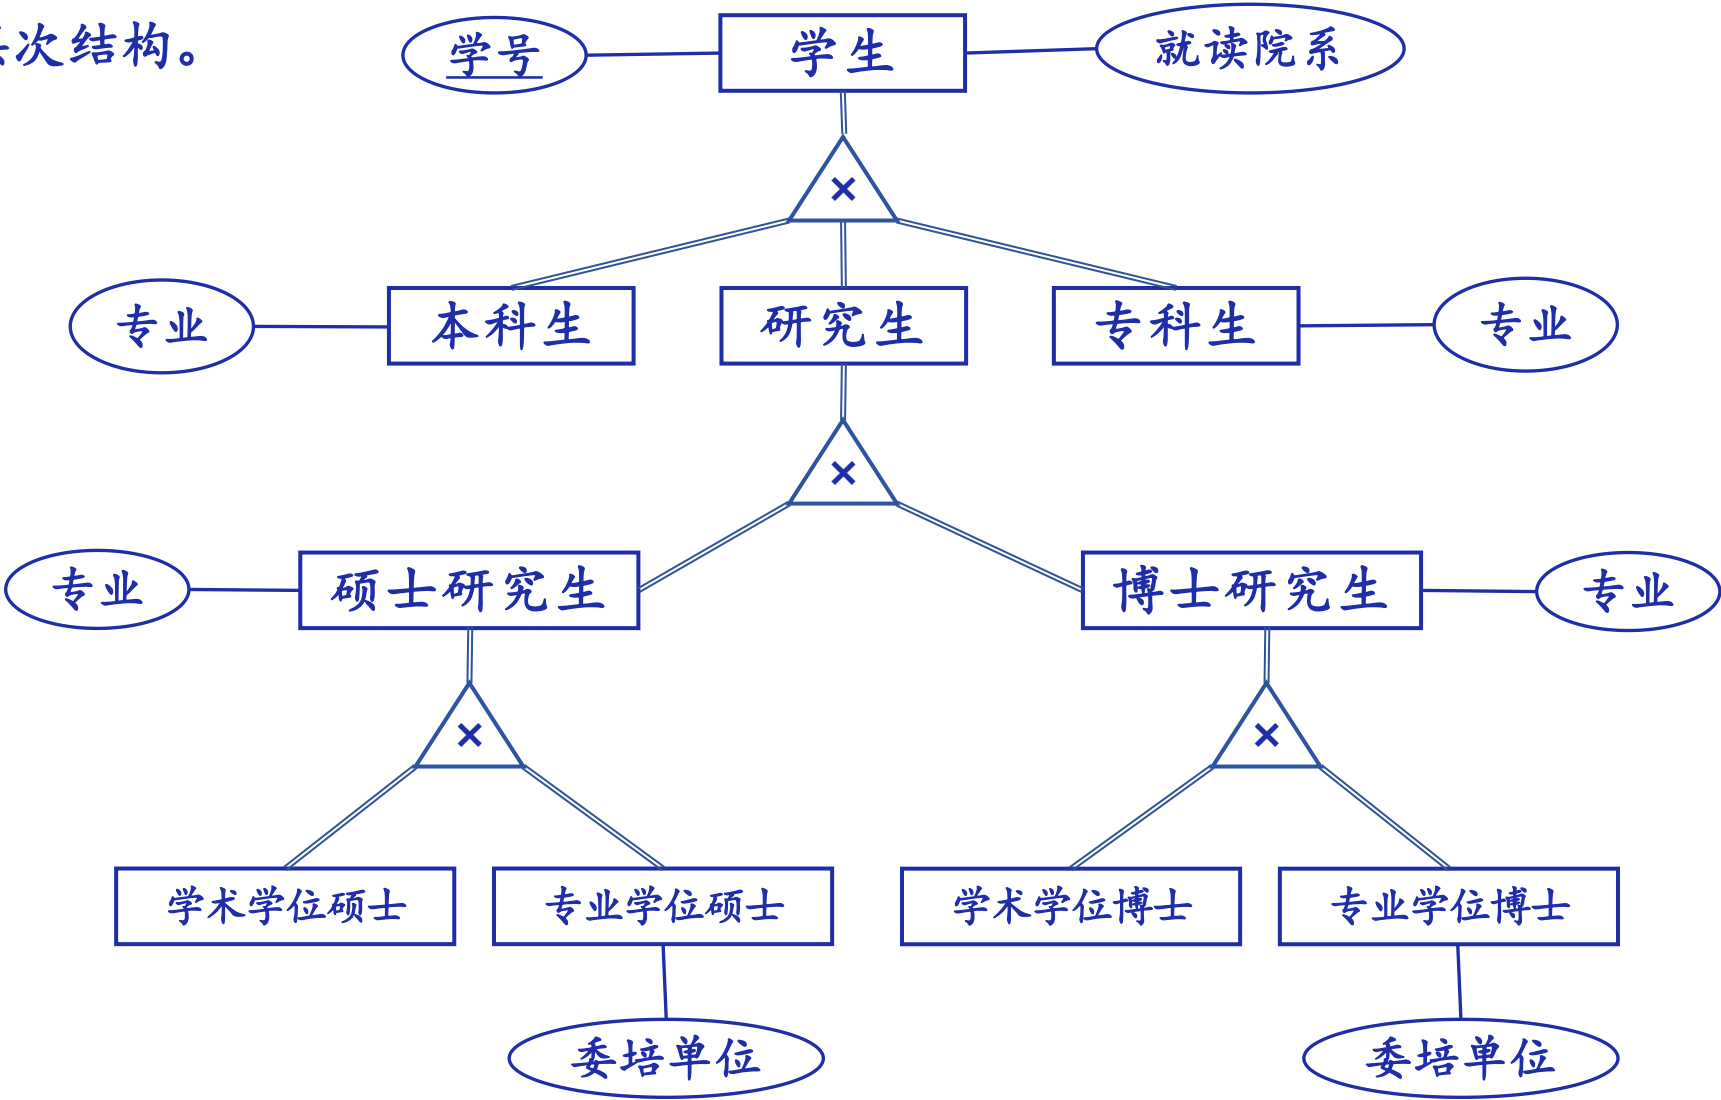 次结构。
学号
学生
就读院系
×
专业
本科生
研究生
专科生
专业
×
专业
硕士研究生
博士研究生
专业
×
×
学术学位硕士
专业学位硕士
学术学位博士
专业学位博士
委培单位
委培单位